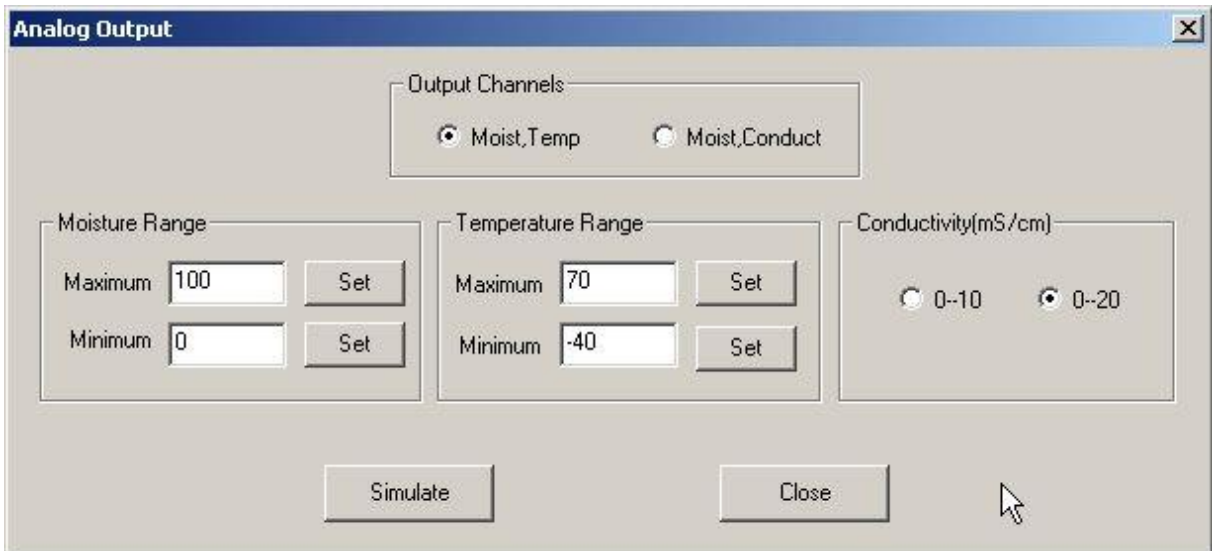 Analog Output
Output Channels
Moist,Temp Moist,Conduct
Moisture Range
Maximum 100 Set
Minimum 0 Set
Temperature Range
Maximum 70 Set
Minimum -40 Set
Conductivity(mS/cm)
0--10 0--20
Simulate Close